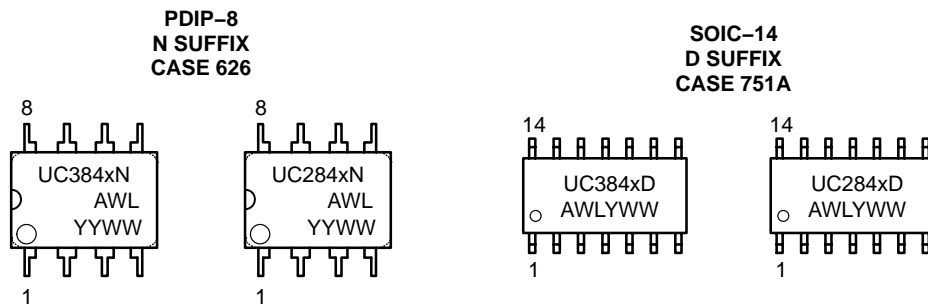 PDIP–8
N SUFFIX
CASE 626
8
8
UC384xN
AWL
YYWW
UC284xN
AWL
YYWW
1
1
SOIC–14
D SUFFIX
CASE 751A
14
14
UC384xD
AWLYWW
UC284xD
AWLYWW
1
1